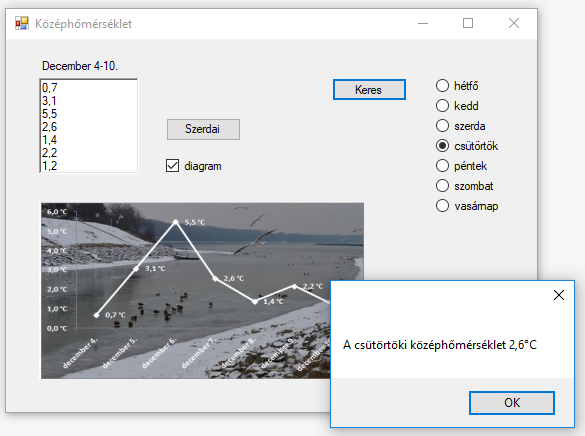 Középhőmérséklet
December 4-10.
0,7
3,1
5,5
2,6
1,4
2,2
1,2
Szerdai
diagram
Keres
hétfő
kedd
szerda
csütörtök
péntek
szombat
vasárnap
6,0 °C
5,0 °C
4,0 °C
3,0 °C
2,0 °C
1,0 °C
0,0 °C
0,7 °C
3,1 °C
5,5 °C
2,6 °C
1,4 °C
2,2 °C
december 4.
december 5.
december 6.
december 7.
december 8.
december 9.
A csütörtöki középhőmérséklet 2,6°C
OK